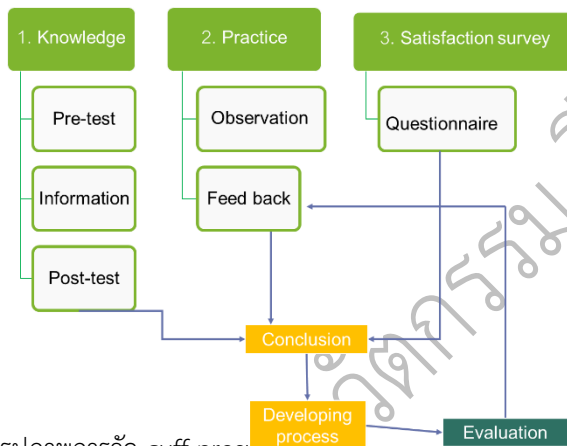 1. Knowledge
2. Practice
3. Satisfaction survey
Pre-test
Observation
Questionnaire
Information
Feed back
Post-test
Conclusion
Developing
process
Evaluation